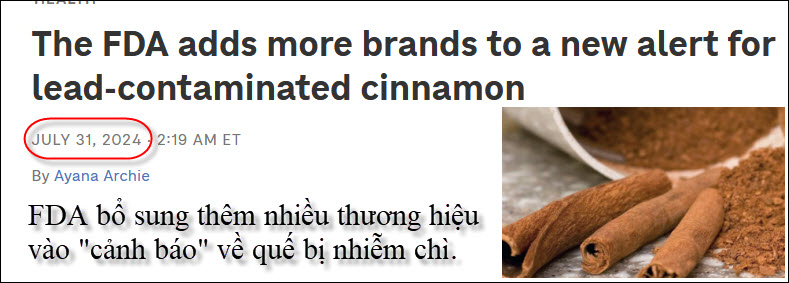 HEALTH
The FDA adds more brands to a new alert for
lead-contaminated cinnamon
JULY 31, 2024 · 2:19 AM ET
By Ayana Archie
FDA bổ sung thêm nhiều thương hiệu
vào "cảnh báo" về quế bị nhiễm chì.